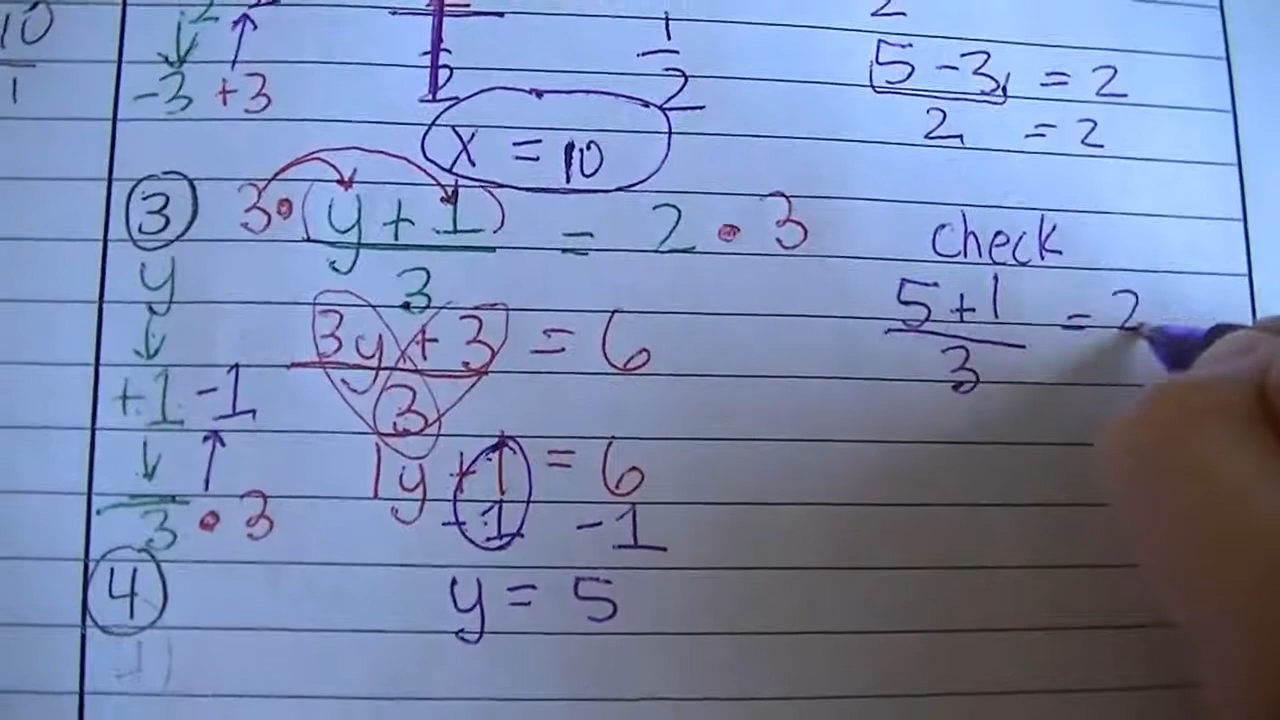 10
1
2
-3 +3
1
2
x = 10
2
5 - 3 = 2
2 = 2
3
3 • (y + 1) = 2 • 3
3
y
3y + 3 = 6
3
+1 -1
1y + 1 = 6
- 1 -1
3 • 3
y = 5
4
check
5 + 1 = 2
3